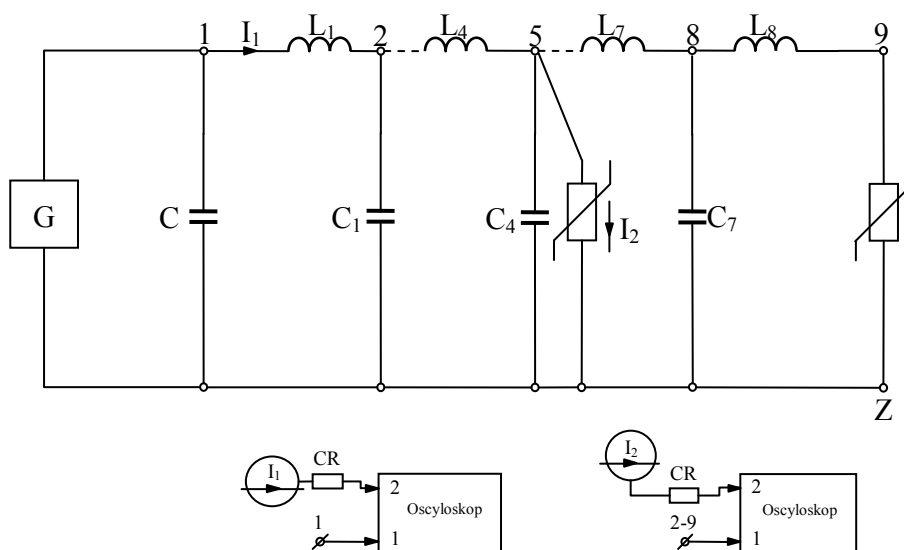 1 I1 L1 2 L4 5 L7 8 L8 9
G C C1 C4 I2 C7
Z
I1 CR 2 Oscyloskop 1 1
I2 CR 2 Oscyloskop 2-9 1